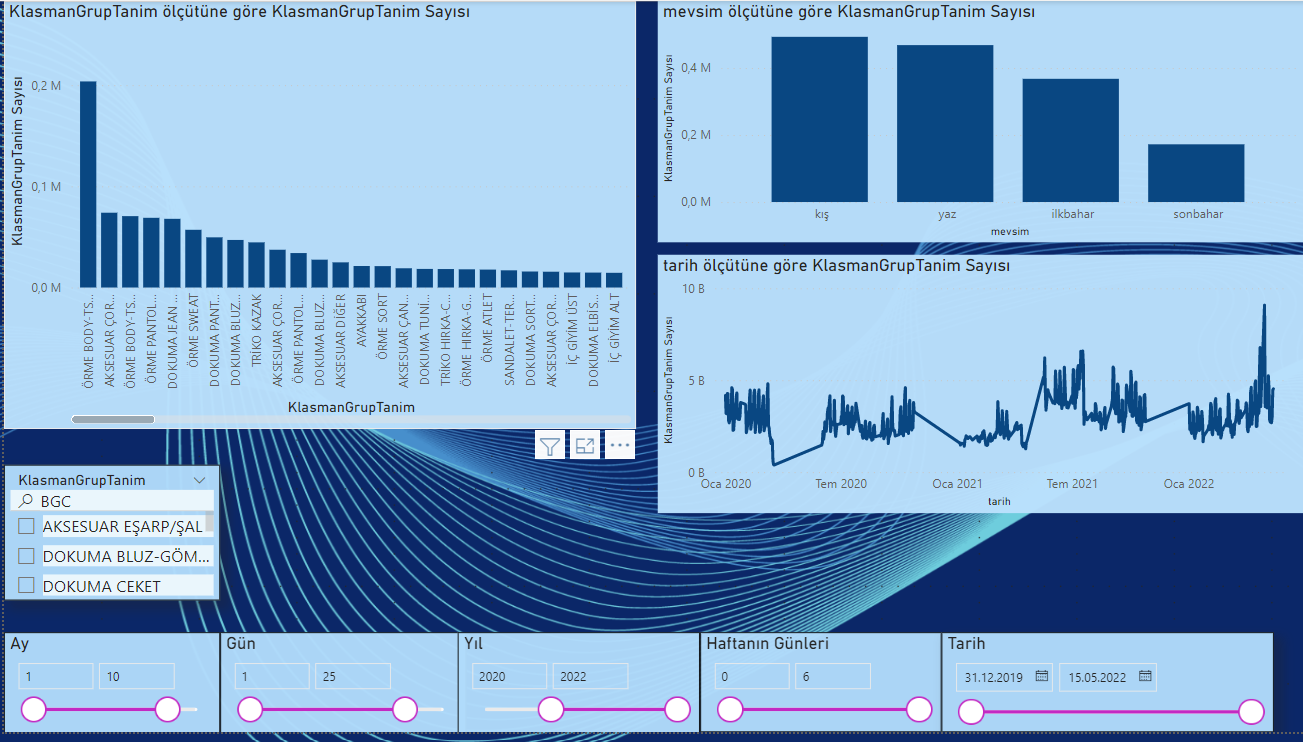 KlasmanGrupTanim ölçütüne göre KlasmanGrupTanim Sayısı
KlasmanGrupTanim Sayısı
0,2 M
0,1 M
0,0 M
ÖRME BODY-TS...
AKSESUAR ÇOR...
ÖRME BODY-TS...
ÖRME PANTOL...
DOKUMA JEAN ...
ÖRME SWEAT
DOKUMA PANT...
DOKUMA BLUZ...
TRİKO KAZAK
AKSESUAR ÇOR...
ÖRME PANTOL...
DOKUMA BLUZ...
AKSESUAR DİĞER
AYAKKABI
ÖRME SORT
AKSESUAR ÇAN...
DOKUMA TUNİ...
TRİKO HIRKA-C...
ÖRME HIRKA-G...
ÖRME ATLET
SANDALET-TER...
DOKUMA SORT...
AKSESUAR ÇOR...
İÇ GİYİM ÜST
DOKUMA ELBİS...
İÇ GİYİM ALT
KlasmanGrupTanim
mevsim ölçütüne göre KlasmanGrupTanim Sayısı
KlasmanGrupTanim Sayısı
0,4 M
0,2 M
0,0 M
kış
yaz
ilkbahar
sonbahar
mevsim
tarih ölçütüne göre KlasmanGrupTanim Sayısı
KlasmanGrupTanim Sayısı
10 B
5 B
0 B
Oca 2020
Tem 2020
Oca 2021
Tem 2021
Oca 2022
tarih
KlasmanGrupTanim
BGC
AKSESUAR EŞARP/ŞAL
DOKUMA BLUZ-GÖM...
DOKUMA CEKET
Ay
1
10
Gün
1
25
Yıl
2020
2022
Haftanın Günleri
0
6
Tarih
31.12.2019
15.05.2022